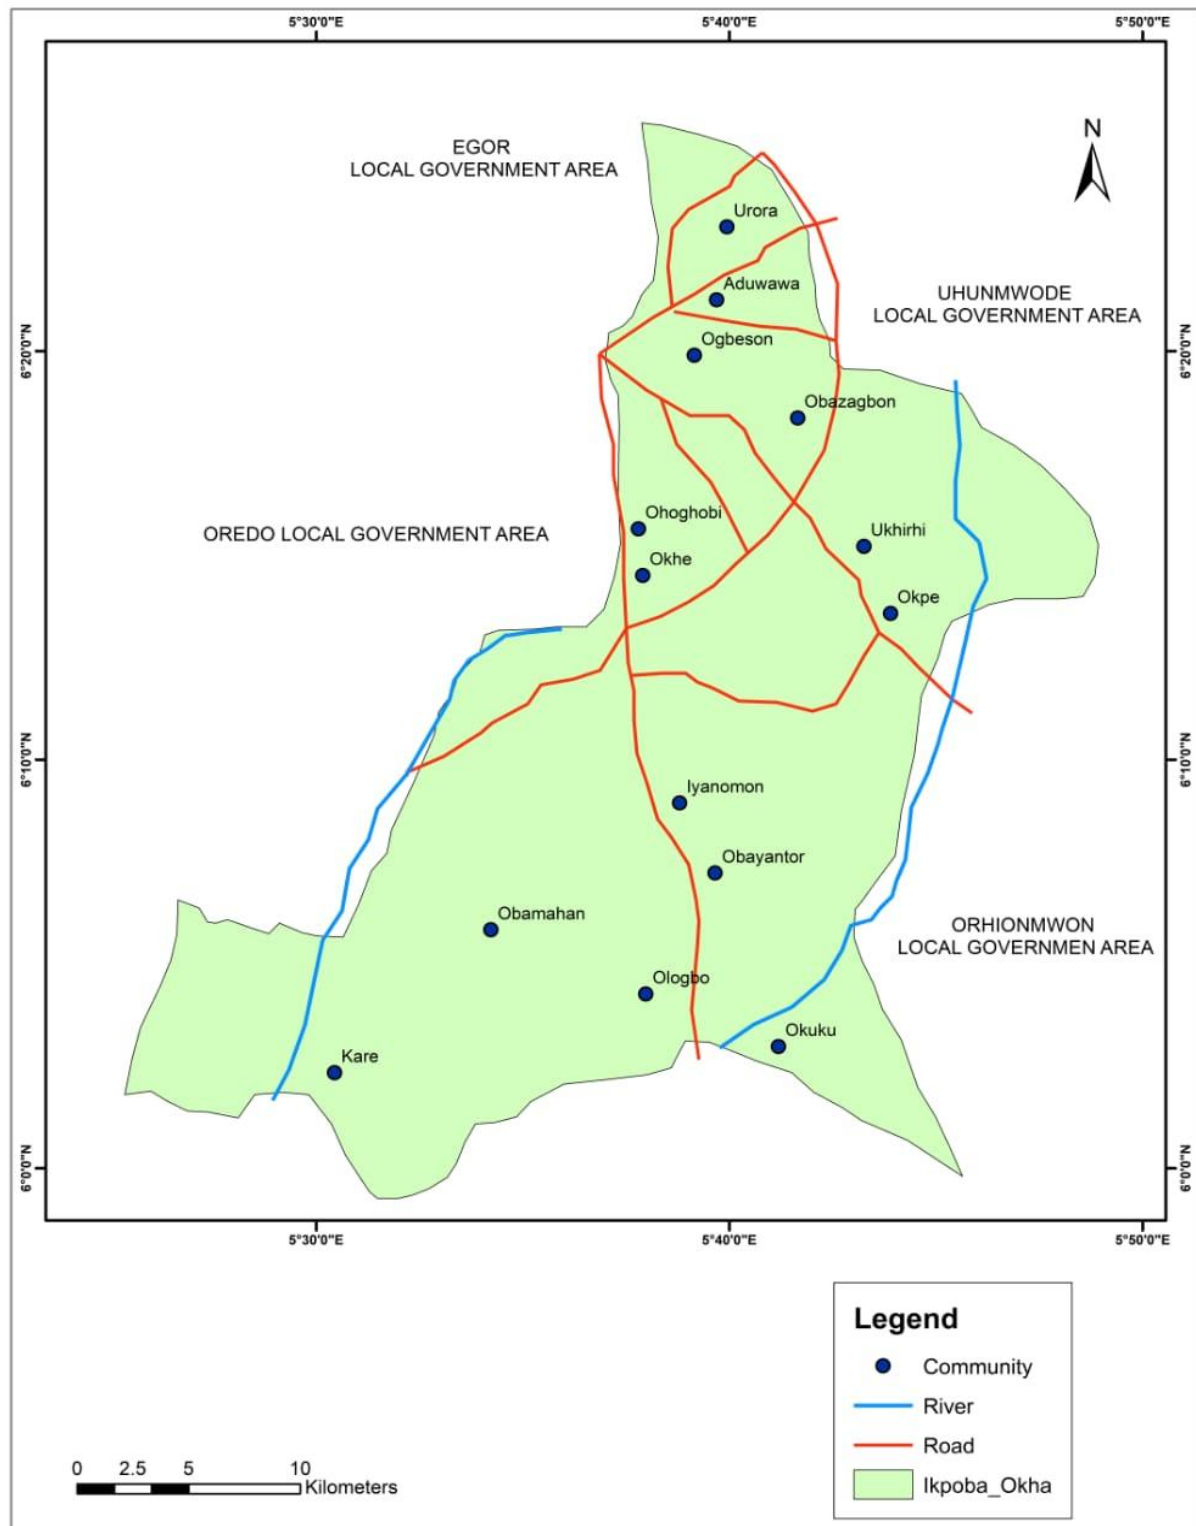 5°30'0"E
5°40'0"E
5°50'0"E
N
EGOR
LOCAL GOVERNMENT AREA
Urora
Aduwawa
UHUNMWODE
LOCAL GOVERNMENT AREA
6°20'0"N
6°20'0"N
Ogbeson
Obazagbon
Ohoghobi
OREDO LOCAL GOVERNMENT AREA
Ukhirhi
Okhe
Okpe
6°10'0"N
6°10'0"N
Iyanomon
Obayantor
Obamahan
ORHIONMWON
LOCAL GOVERNMEN AREA
Ologbo
Okuku
Kare
6°0'0"N
6°0'0"N
5°30'0"E
5°40'0"E
5°50'0"E
Legend
Community
River
Road
Ikpoba_Okha
0 2.5 5 10
Kilometers